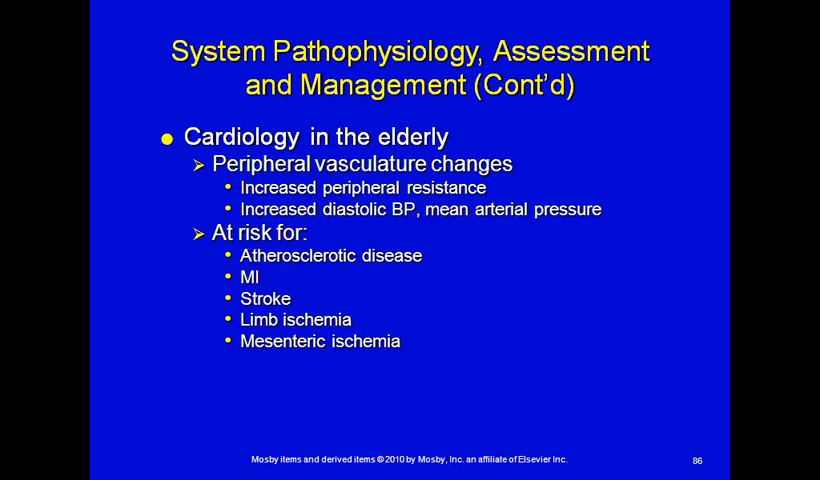 System Pathophysiology, Assessment
and Management (Cont'd)
Cardiology in the elderly
Peripheral vasculature changes
Increased peripheral resistance
Increased diastolic BP, mean arterial pressure
At risk for:
Atherosclerotic disease
MI
Stroke
Limb ischemia
Mesenteric ischemia
Mosby items and derived items © 2010 by Mosby, Inc. an affiliate of Elsevier Inc.
86